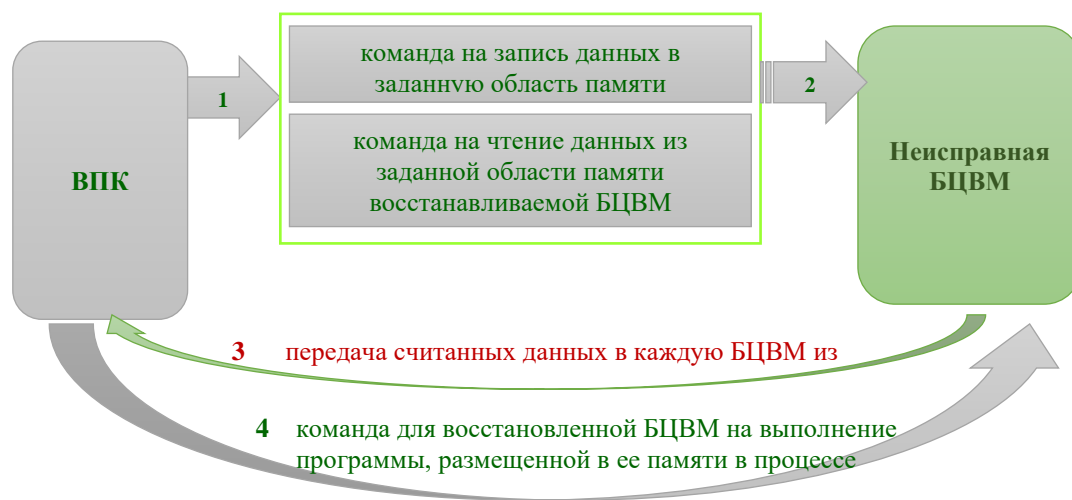 команда на запись данных в
заданную область памяти
1
2
команда на чтение данных из
заданной области памяти
восстанавливаемой БЦВМ
ВПК
Неисправная
БЦВМ
3 передача считанных данных в каждую БЦВМ из
4 команда для восстановленной БЦВМ на выполнение
программы, размещенной в ее памяти в процессе